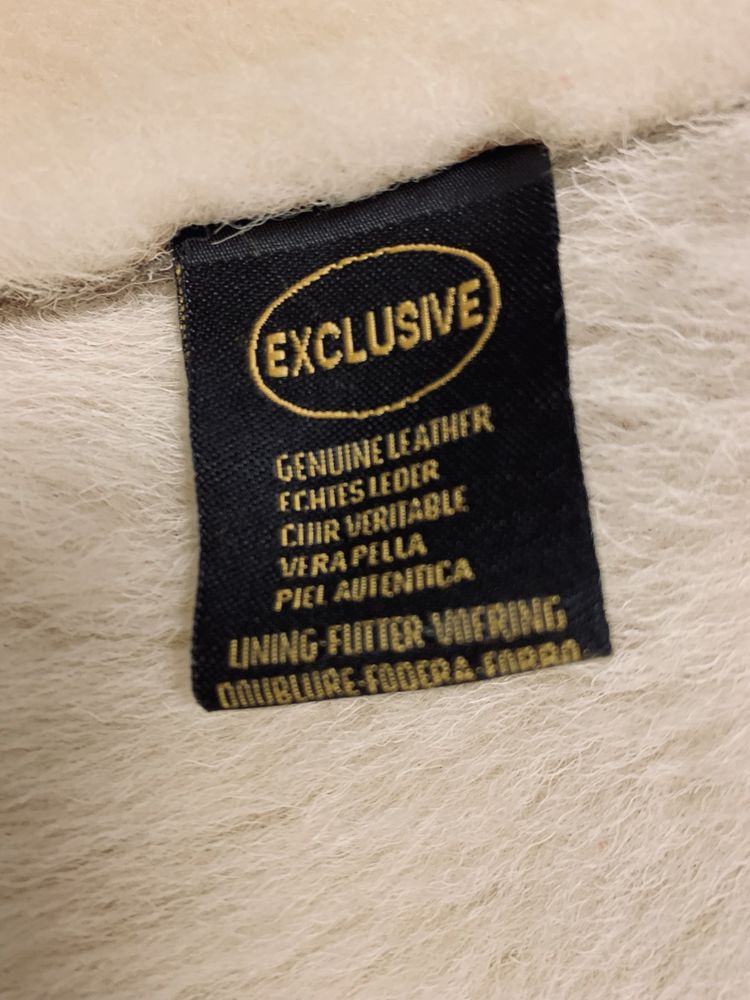 EXCLUSIVE
GENUINE LEATHER
ECHTES LEDER
CUIR VERITABLE
VERA PELLA
PIEL AUTENTICA
LINING-FUTTER-VOERING
DOUBLURE-FODERA-FORRO